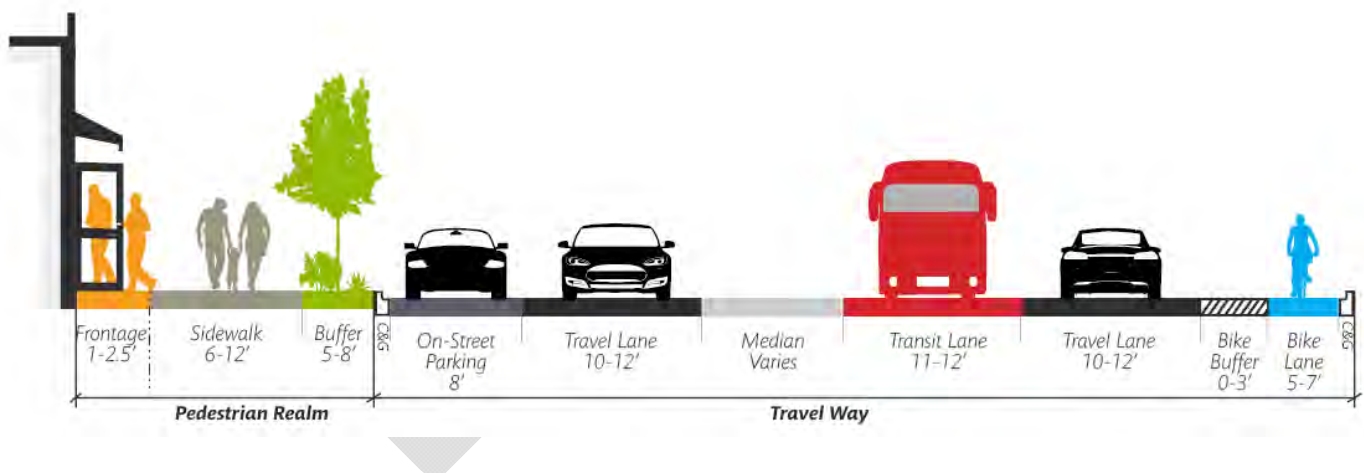 Frontage
1-2.5'
Sidewalk
6-12'
Buffer
5-8'
C&G
On-Street
Parking
8'
Travel Lane
10-12'
Median
Varies
Transit Lane
11-12'
Travel Lane
10-12'
Bike
Buffer
0-3'
Bike
Lane
5-7'
C&G
Pedestrian Realm
Travel Way